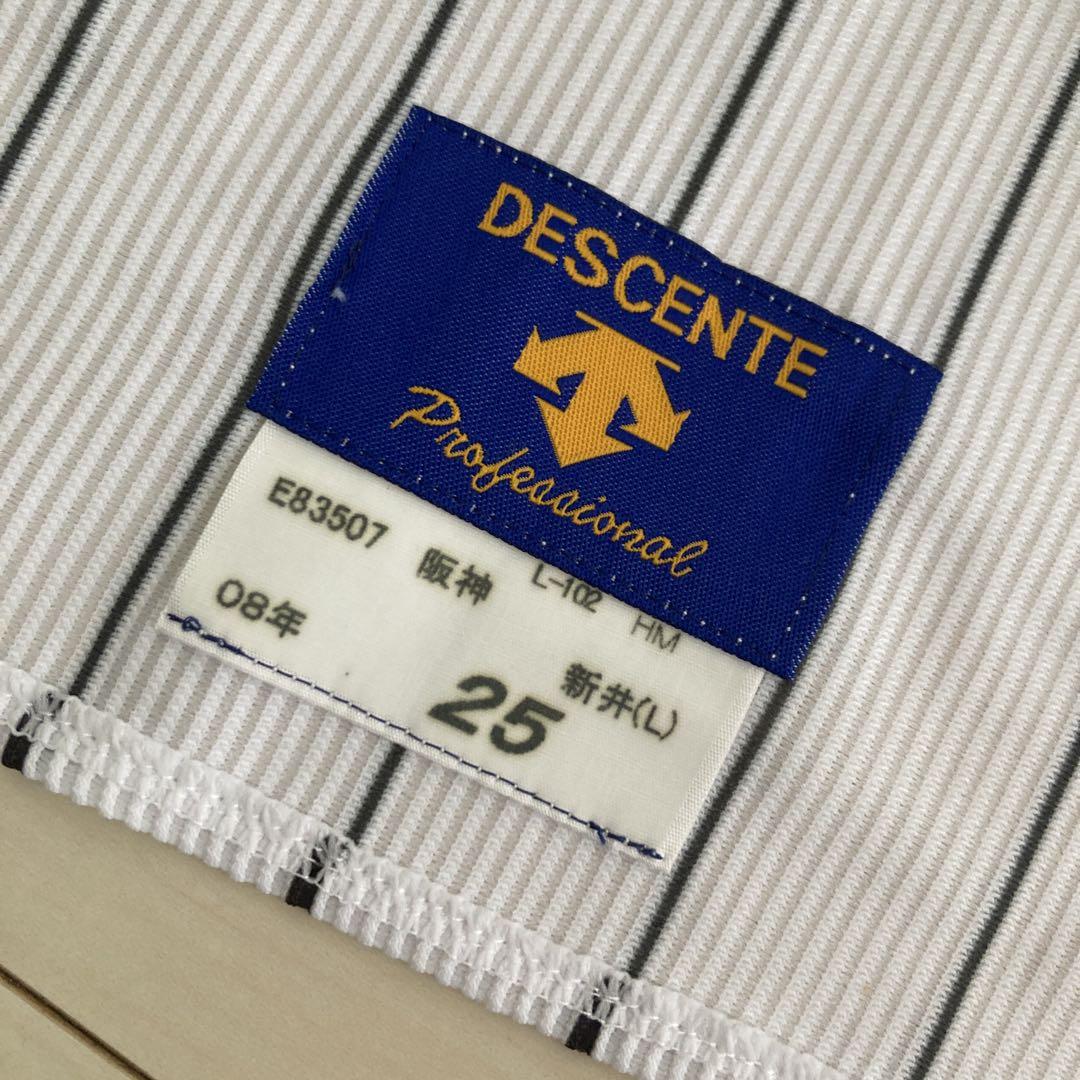 DESCENTE
Professional
E83507 阪神 L-102 HM
08年 25 新井(L)